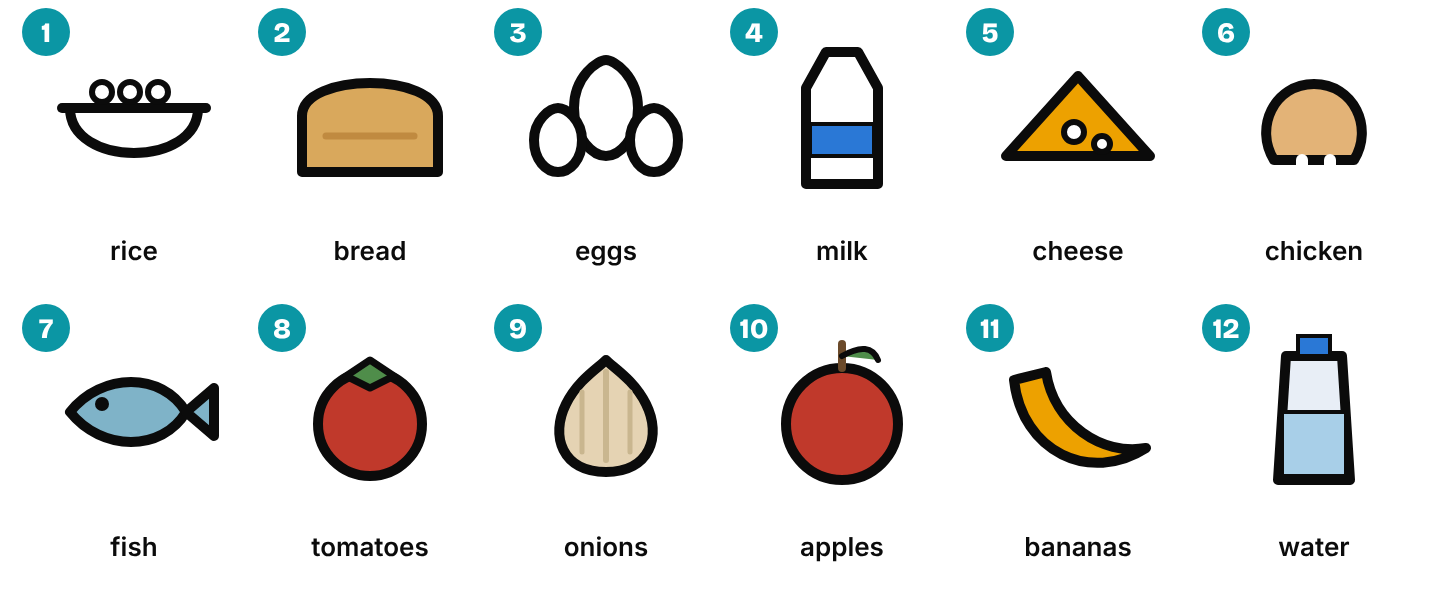 1 2 3 4 5 6
rice bread eggs milk cheese chicken
7 8 9 10 11 12
fish tomatoes onions apples bananas water